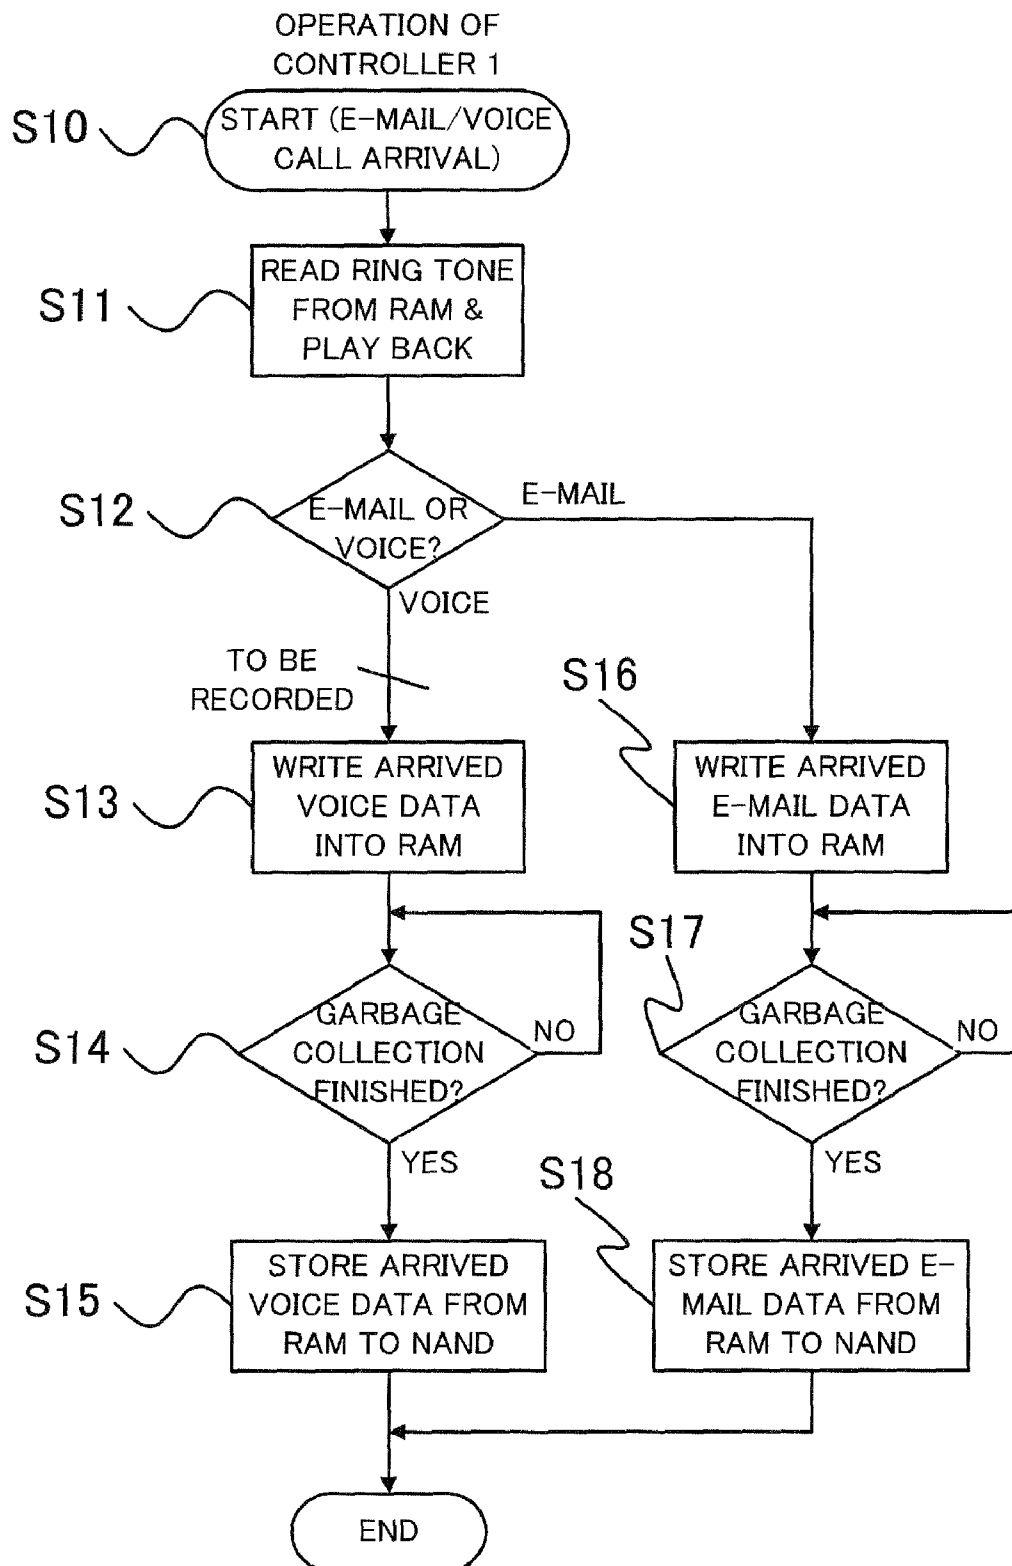 OPERATION OF
CONTROLLER 1
S10
START (E-MAIL/VOICE
CALL ARRIVAL)
S11
READ RING TONE
FROM RAM &
PLAY BACK
S12
E-MAIL OR
VOICE?
E-MAIL
VOICE
TO BE
RECORDED
S13
WRITE ARRIVED
VOICE DATA
INTO RAM
S16
WRITE ARRIVED
E-MAIL DATA
INTO RAM
S14
GARBAGE
COLLECTION
FINISHED?
NO
YES
S17
GARBAGE
COLLECTION
FINISHED?
NO
YES
S15
STORE ARRIVED
VOICE DATA FROM
RAM TO NAND
S18
STORE ARRIVED E-
MAIL DATA FROM
RAM TO NAND
END